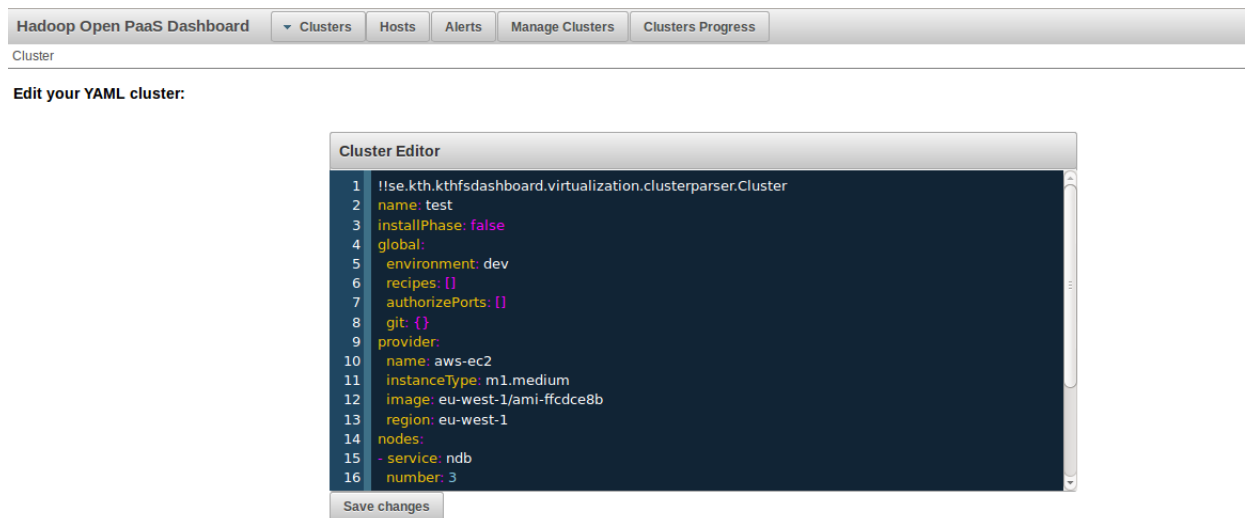 Hadoop Open PaaS Dashboard Clusters Hosts Alerts Manage Clusters Clusters Progress
Cluster
Edit your YAML cluster:
Cluster Editor
1 !!se.kth.kthfsdashboard.virtualization.clusterparser.Cluster
2 name: test
3 installPhase: false
4 global:
5 environment: dev
6 recipes: []
7 authorizePorts: []
8 git: {}
9 provider:
10 name: aws-ec2
11 instanceType: m1.medium
12 image: eu-west-1/ami-ffcdce8b
13 region: eu-west-1
14 nodes:
15 - service: ndb
16 number: 3
Save changes